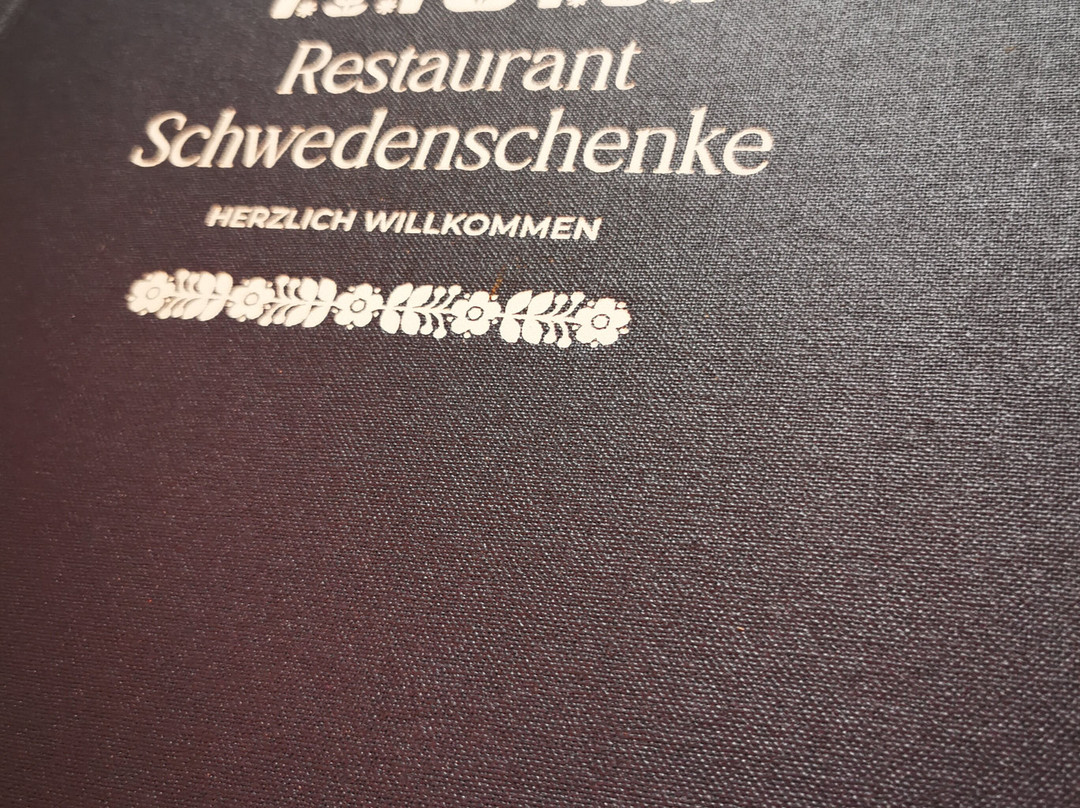 Restaurant
Schwedenschenke
HERZLICH WILLKOMMEN